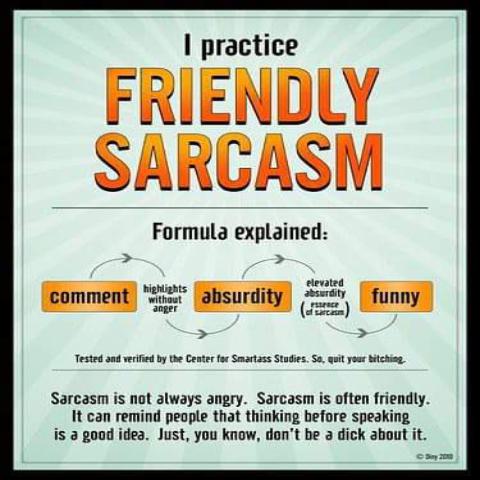 I practice
FRIENDLY
SARCASM
Formula explained:
comment
highlights
without
anger
absurdity
elevated
absurdity
(essence
of sarcasm)
funny
Tested and verified by the Center for Smartass Studies. So, quit your bitching.
Sarcasm is not always angry. Sarcasm is often friendly.
It can remind people that thinking before speaking
is a good idea. Just, you know, don't be a dick about it.